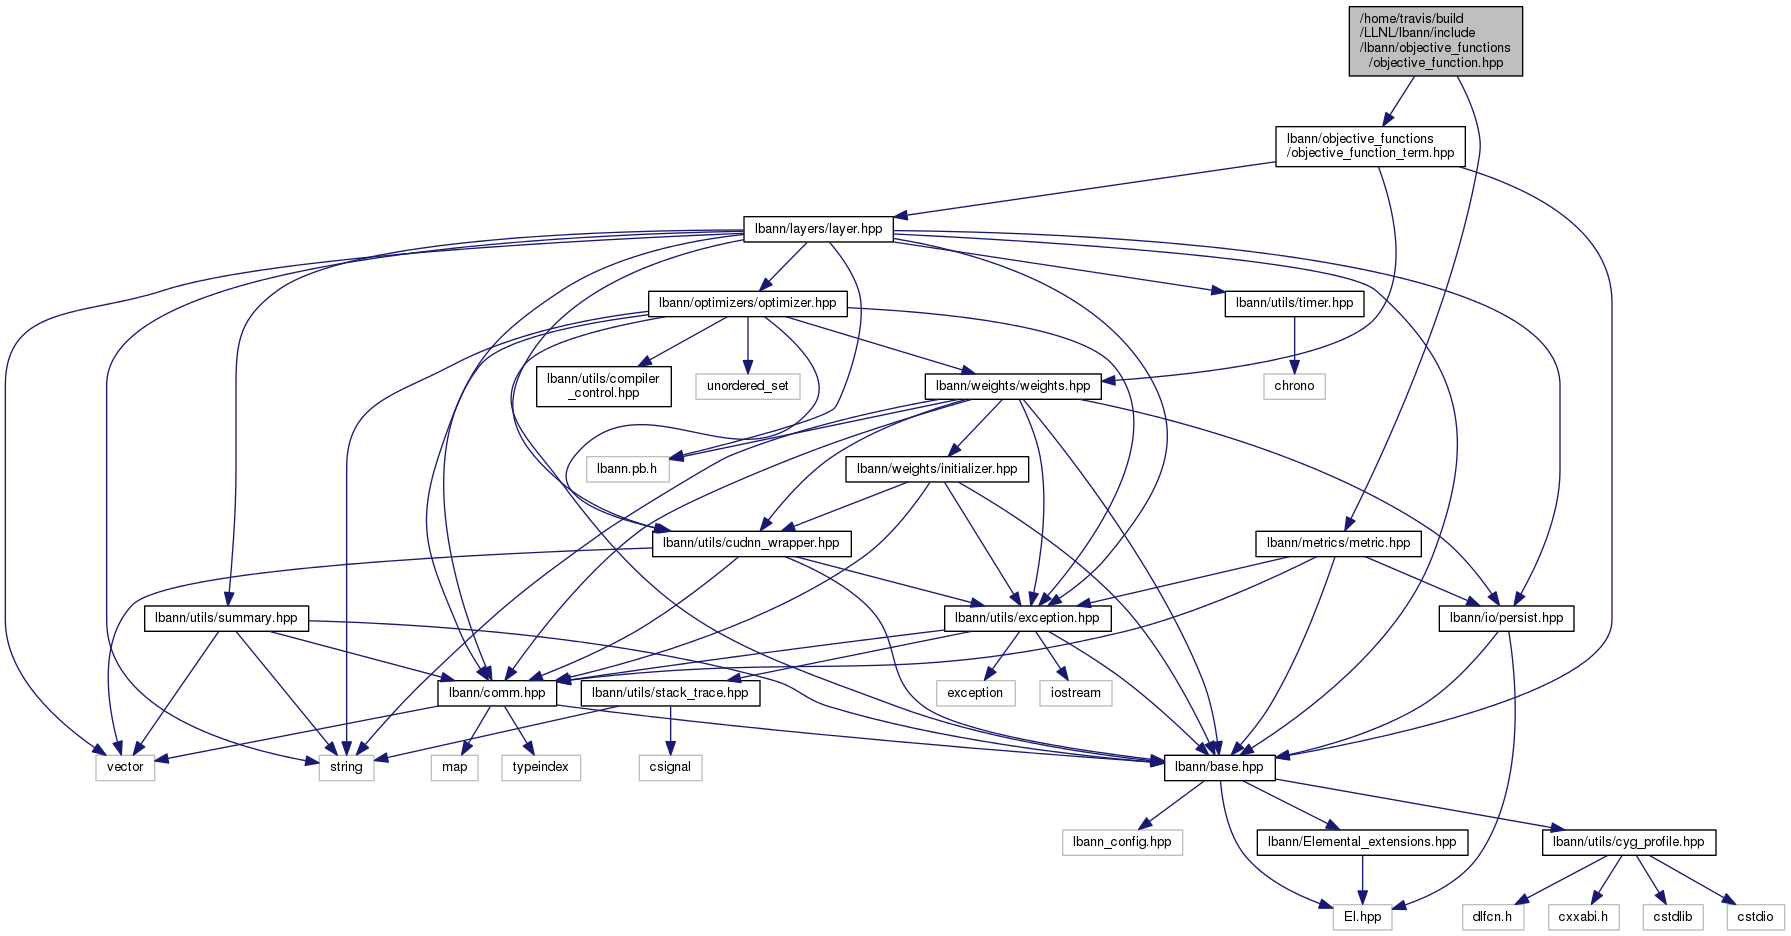 /home/travis/build
/LLNL/lbann/include
/lbann/objective_functions
/objective_function.hpp
lbann/objective_functions
/objective_function_term.hpp
lbann/layers/layer.hpp
lbann/optimizers/optimizer.hpp
lbann/utils/timer.hpp
lbann/utils/compiler
_control.hpp
unordered_set
lbann/weights/weights.hpp
chrono
lbann.pb.h
lbann/weights/initializer.hpp
lbann/utils/cudnn_wrapper.hpp
lbann/metrics/metric.hpp
lbann/utils/summary.hpp
lbann/utils/exception.hpp
lbann/io/persist.hpp
lbann/comm.hpp
lbann/utils/stack_trace.hpp
exception
iostream
vector
string
map
typeindex
csignal
lbann/base.hpp
lbann_config.hpp
lbann/Elemental_extensions.hpp
lbann/utils/cyg_profile.hpp
El.hpp
dlfcn.h
cxxabi.h
cstdlib
cstdio